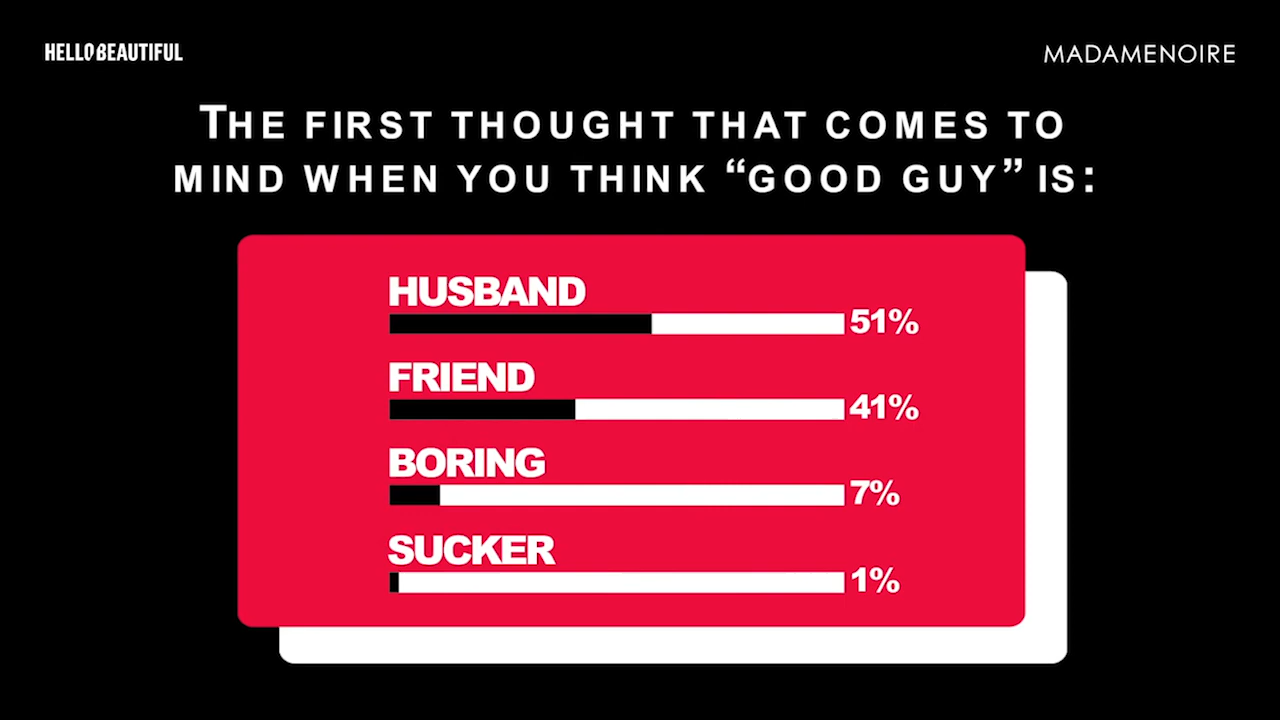 HELLOBEAUTIFUL
MADAMENOIRE
THE FIRST THOUGHT THAT COMES TO
MIND WHEN YOU THINK “GOOD GUY” IS:
HUSBAND
51%
FRIEND
41%
BORING
7%
SUCKER
1%